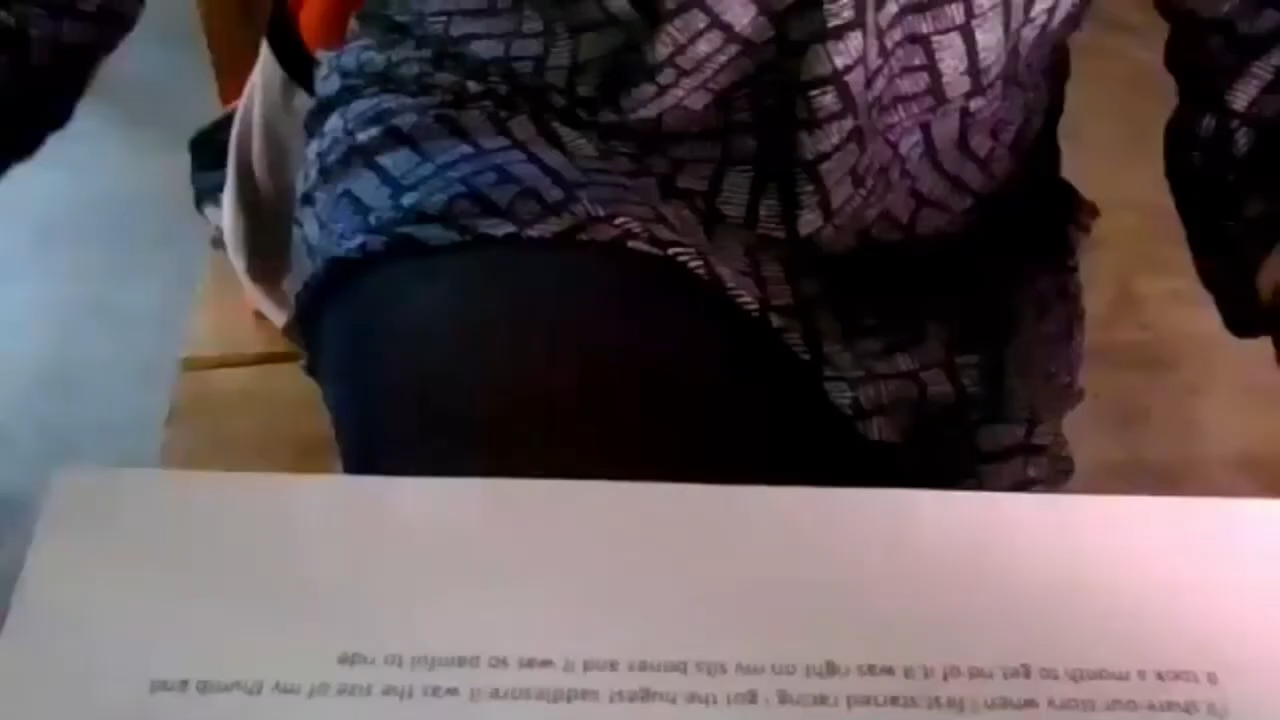 I'd share our story when I first started racing, I got the hugest saddlesore it was the size of my thumb and
it took a month to get rid of it it was right on my sits bones and it was so painful to ride